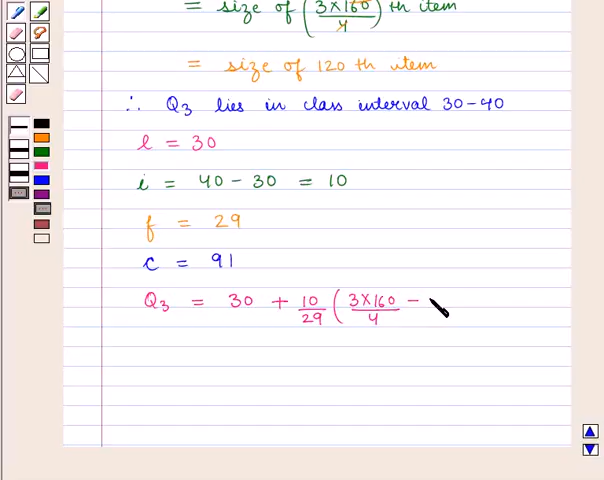 = size of (3×160/4)th item
= size of 120 th item
∴ Q₃ lies in class interval 30-40
l = 30
i = 40 - 30 = 10
f = 29
c = 91
Q₃ = 30 + 10/29 ( 3×160/4 -